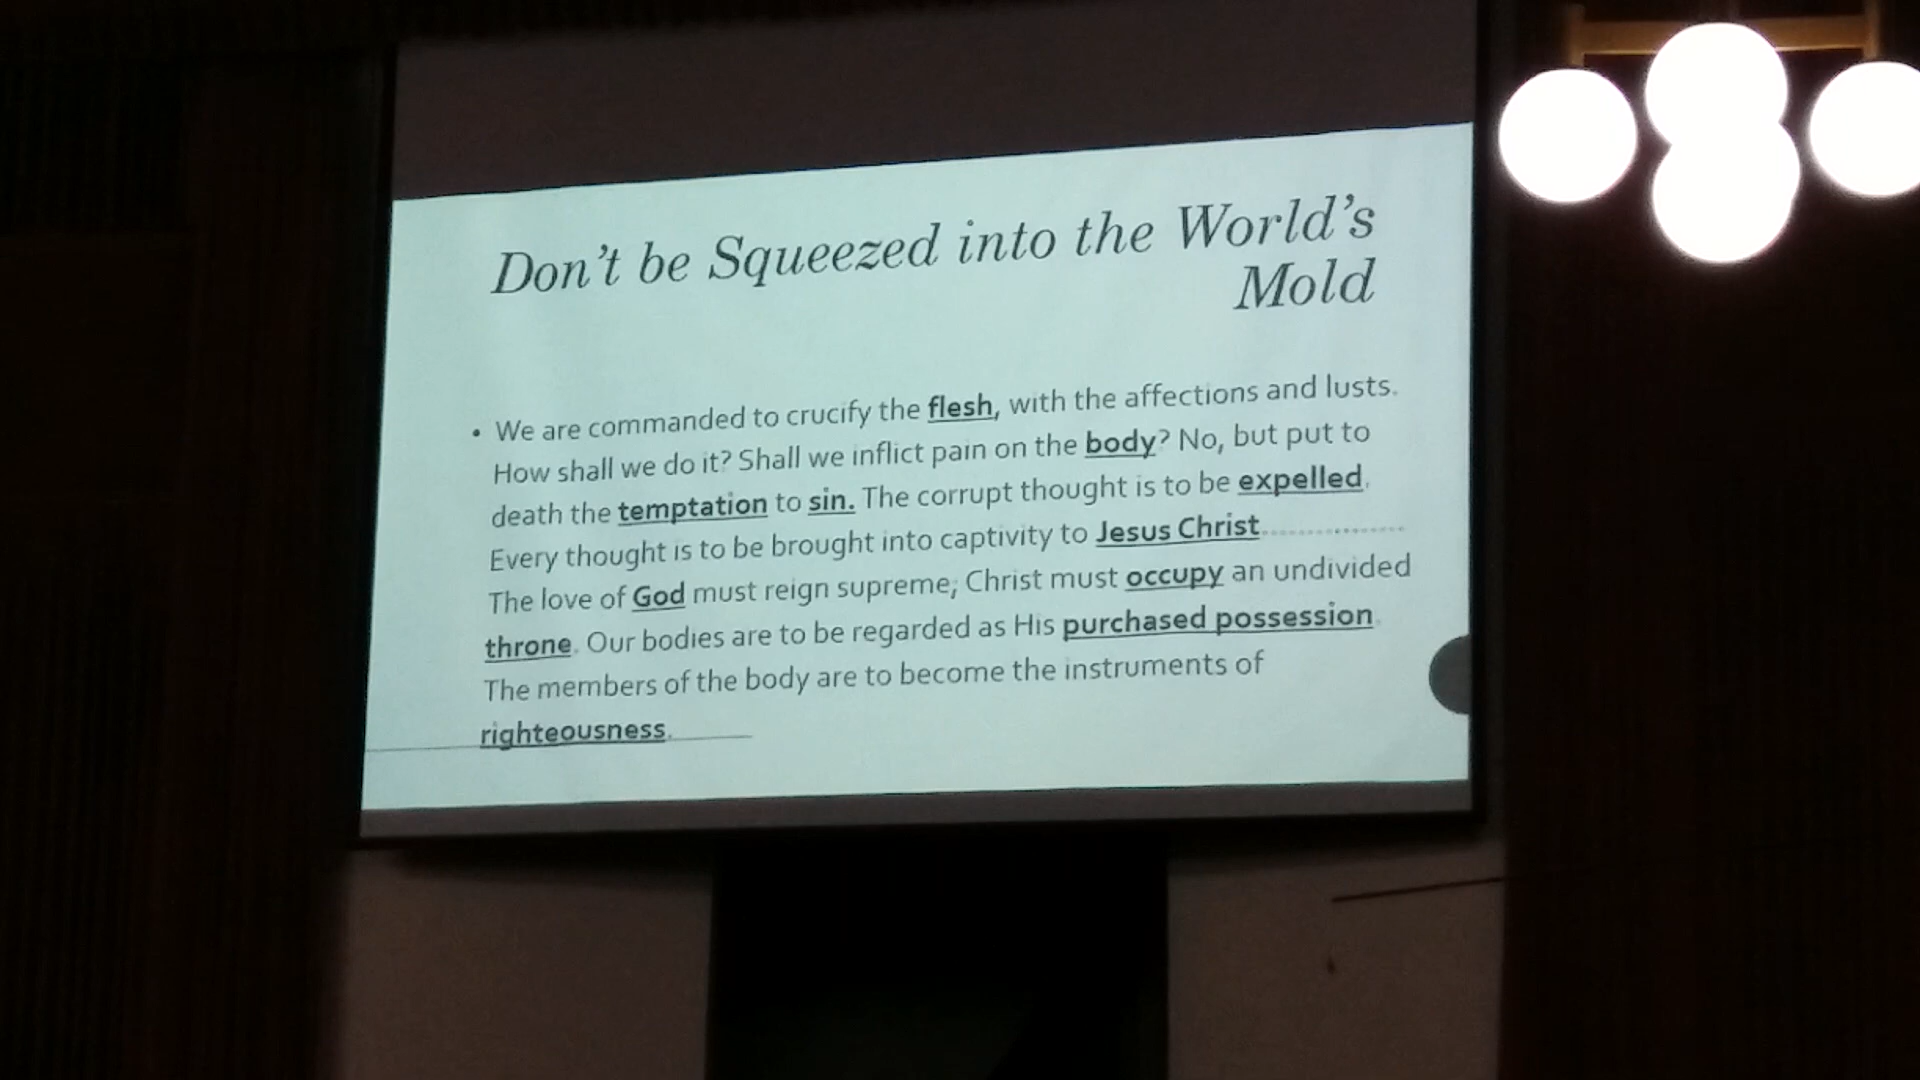 Don't be Squeezed into the World's
Mold
• We are commanded to crucify the flesh, with the affections and lusts.
How shall we do it? Shall we inflict pain on the body? No, but put to
death the temptation to sin. The corrupt thought is to be expelled.
Every thought is to be brought into captivity to Jesus Christ..................
The love of God must reign supreme; Christ must occupy an undivided
throne. Our bodies are to be regarded as His purchased possession.
The members of the body are to become the instruments of
righteousness.